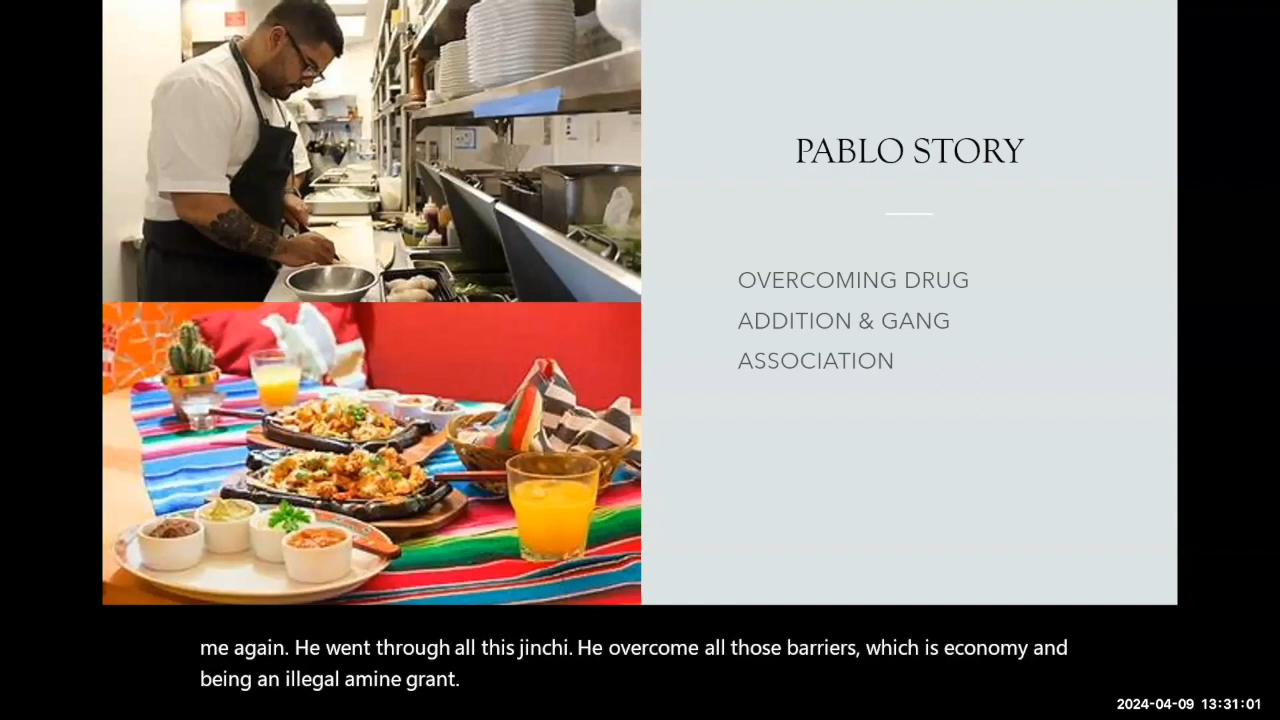 PABLO STORY
OVERCOMING DRUG
ADDITION & GANG
ASSOCIATION
me again. He went through all this jinchi. He overcome all those barriers, which is economy and
being an illegal amine grant.
2024-04-09 13:31:01